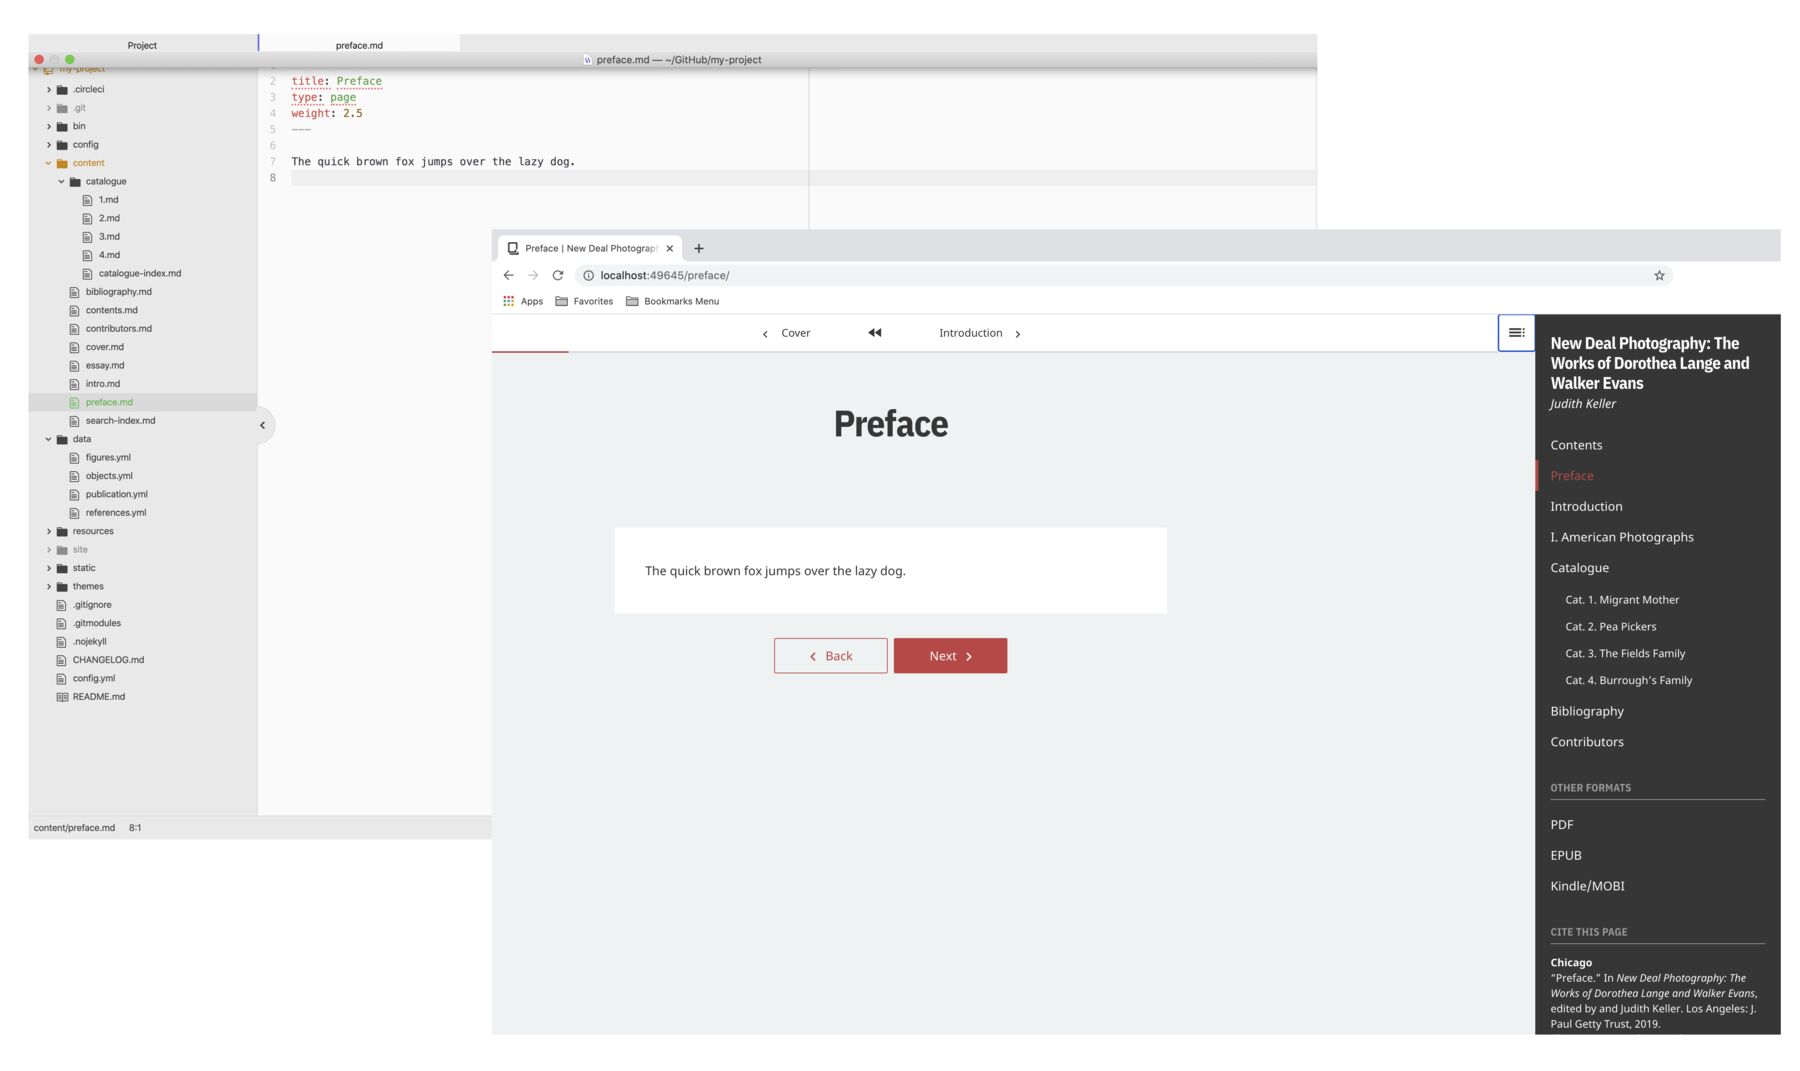 Project
preface.md
preface.md — ~/GitHub/my-project
my-project
.circleci
.git
bin
config
content
catalogue
1.md
2.md
3.md
4.md
catalogue-index.md
bibliography.md
contents.md
contributors.md
cover.md
essay.md
intro.md
preface.md
search-index.md
data
figures.yml
objects.yml
publication.yml
references.yml
resources
site
static
themes
.gitignore
.gitmodules
.nojekyll
CHANGELOG.md
config.yml
README.md
content/preface.md 8:1
2 title: Preface
3 type: page
4 weight: 2.5
5 ---
6
7 The quick brown fox jumps over the lazy dog.
8
Preface | New Deal Photograp
localhost:49645/preface/
Apps Favorites Bookmarks Menu
Cover Introduction
Preface
The quick brown fox jumps over the lazy dog.
Back Next
New Deal Photography: The
Works of Dorothea Lange and
Walker Evans
Judith Keller
Contents
Preface
Introduction
I. American Photographs
Catalogue
Cat. 1. Migrant Mother
Cat. 2. Pea Pickers
Cat. 3. The Fields Family
Cat. 4. Burrough’s Family
Bibliography
Contributors
OTHER FORMATS
PDF
EPUB
Kindle/MOBI
CITE THIS PAGE
Chicago
“Preface.” In New Deal Photography: The
Works of Dorothea Lange and Walker Evans,
edited by and Judith Keller. Los Angeles: J.
Paul Getty Trust, 2019.